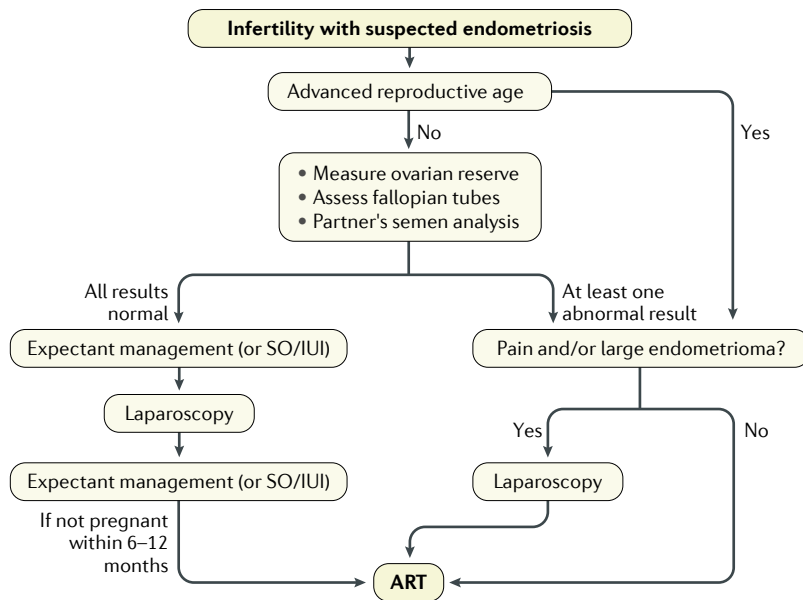 Infertility with suspected endometriosis
Advanced reproductive age
No
Yes
• Measure ovarian reserve
• Assess fallopian tubes
• Partner's semen analysis
All results
normal
At least one
abnormal result
Expectant management (or SO/IUI)
Pain and/or large endometrioma?
Laparoscopy
Yes
No
Expectant management (or SO/IUI)
Laparoscopy
If not pregnant
within 6–12
months
ART